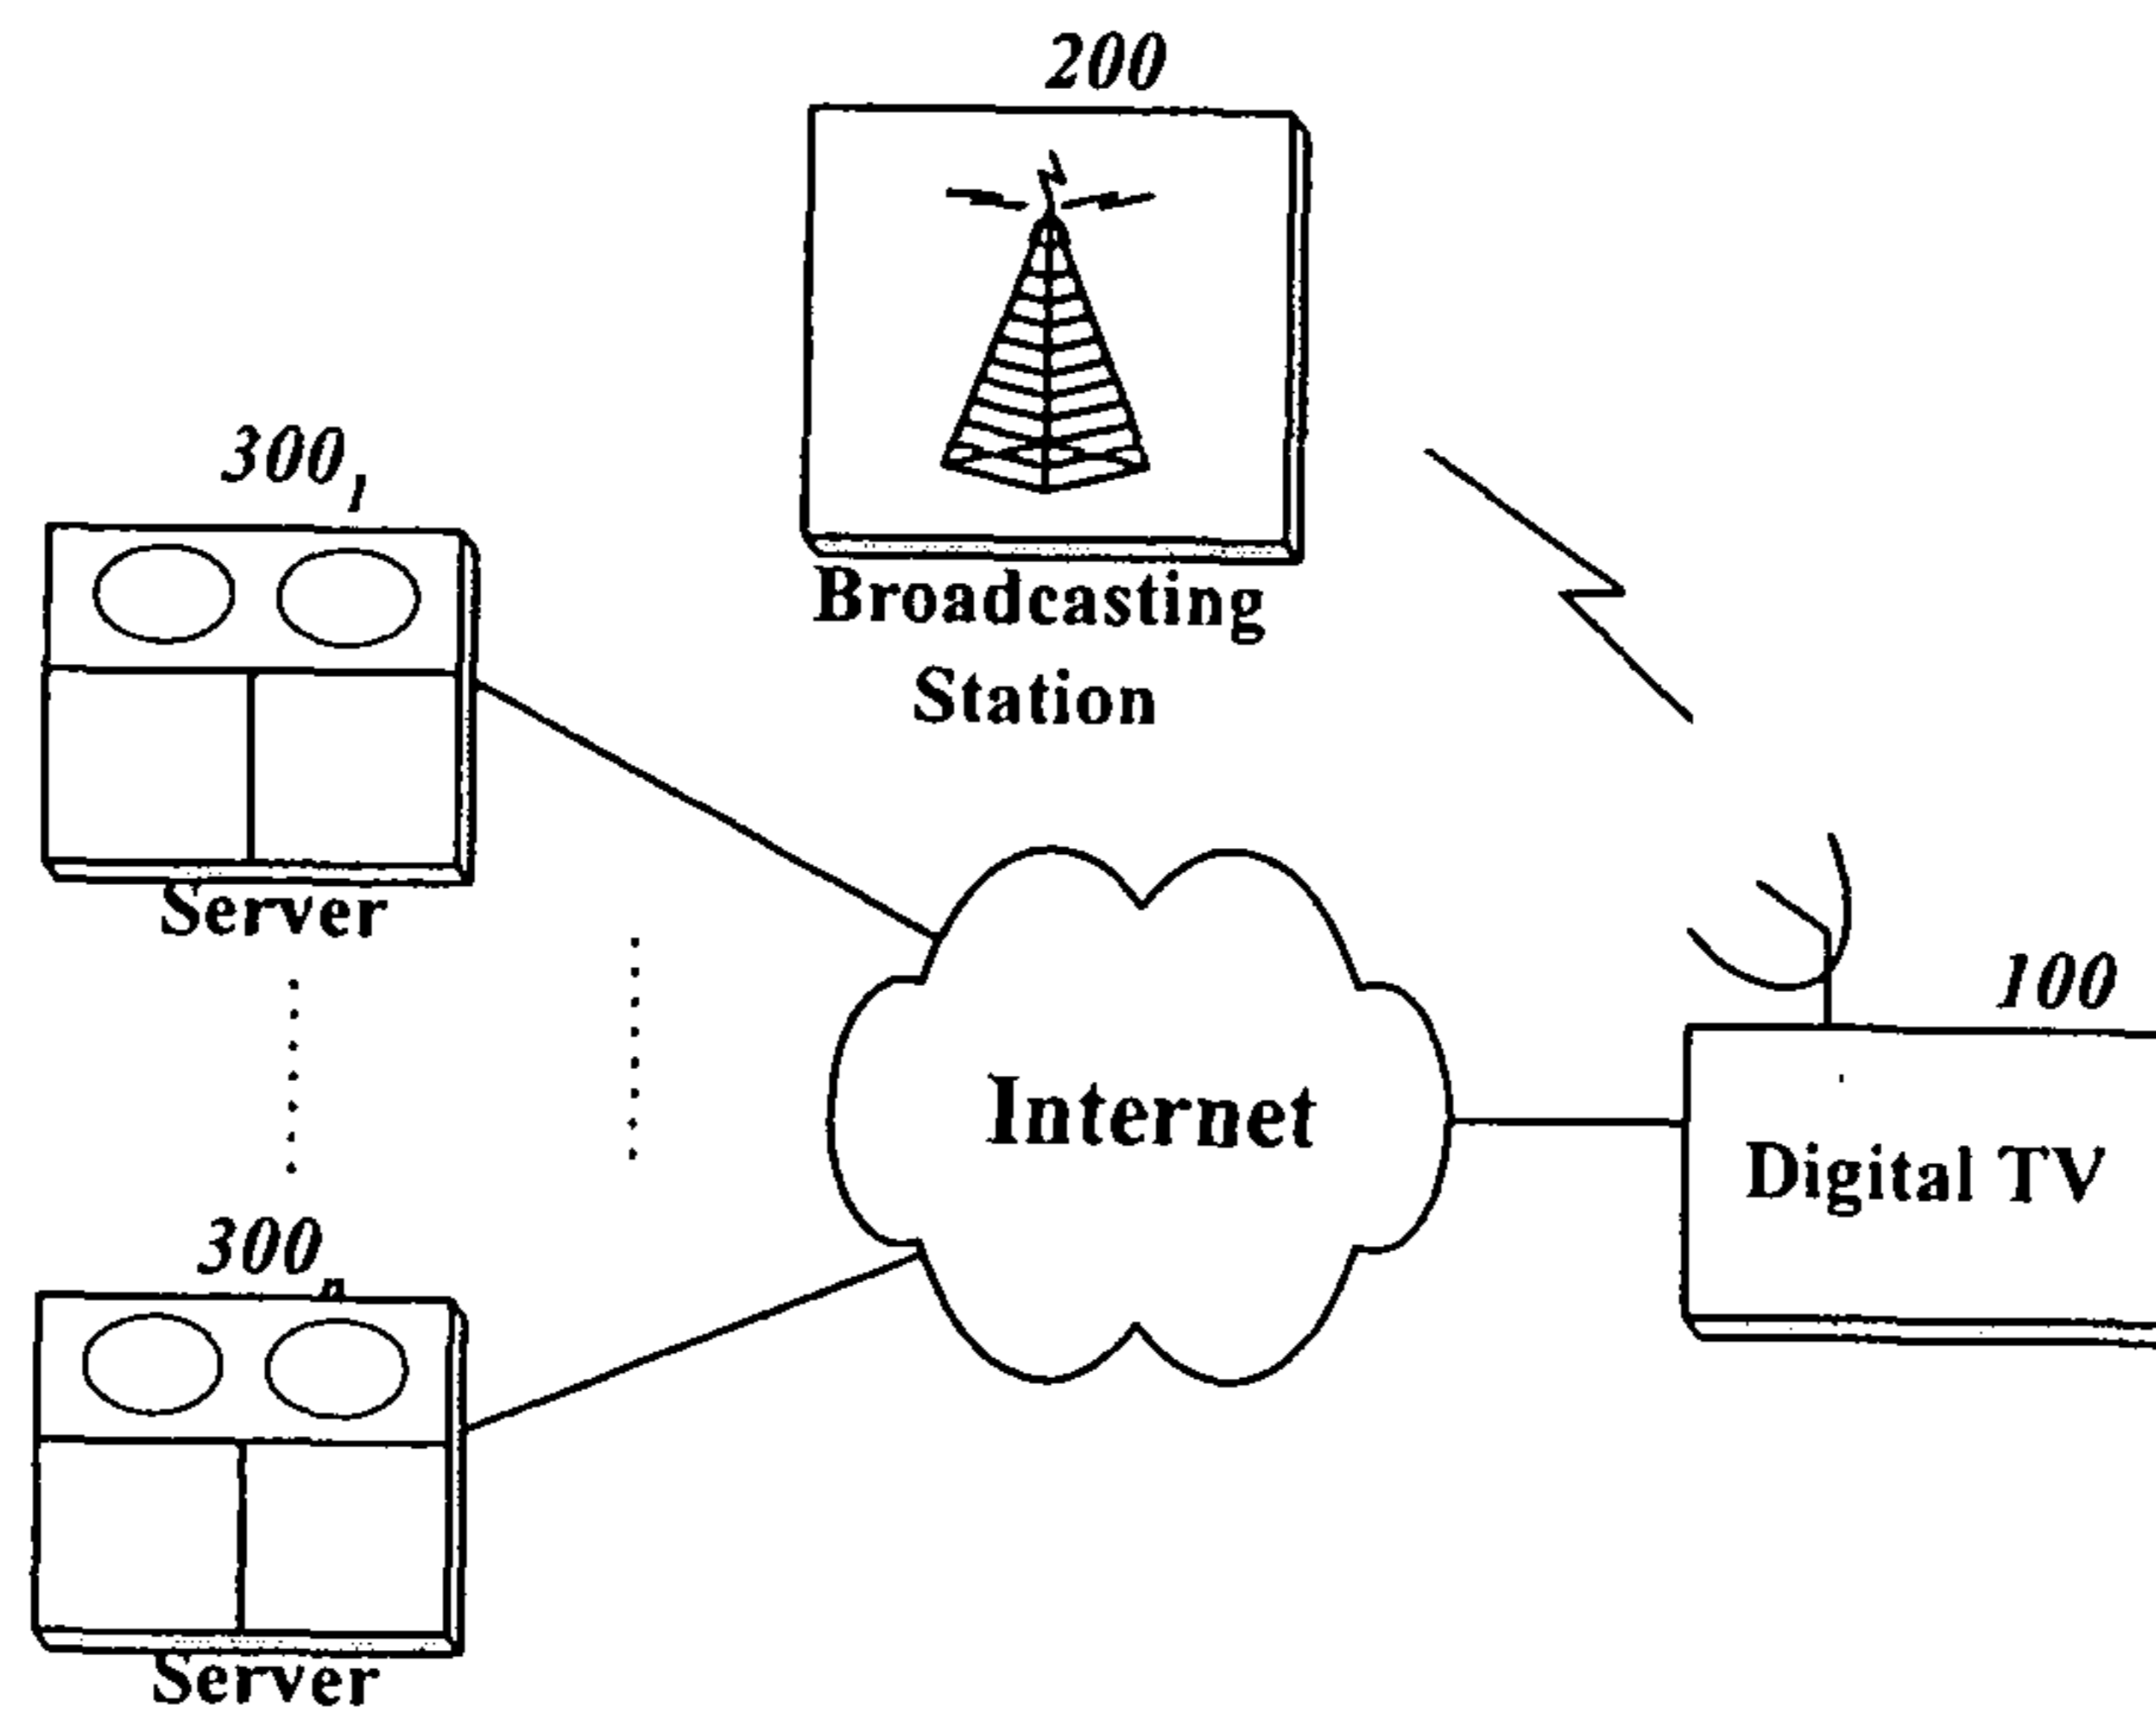 200
Broadcasting
Station
300₁
Server
Internet
100
Digital TV
300ₙ
Server